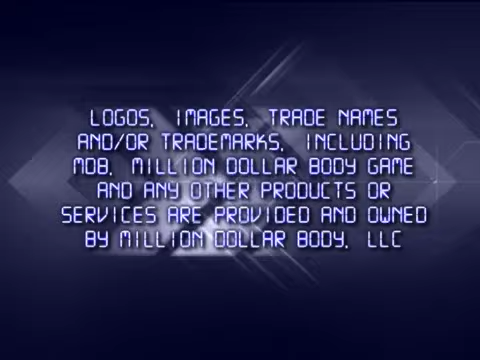 LOGOS, IMAGES, TRADE NAMES
AND/OR TRADEMARKS, INCLUDING
MDB, MILLION DOLLAR BODY GAME
AND ANY OTHER PRODUCTS OR
SERVICES ARE PROVIDED AND OWNED
BY MILLION DOLLAR BODY, LLC